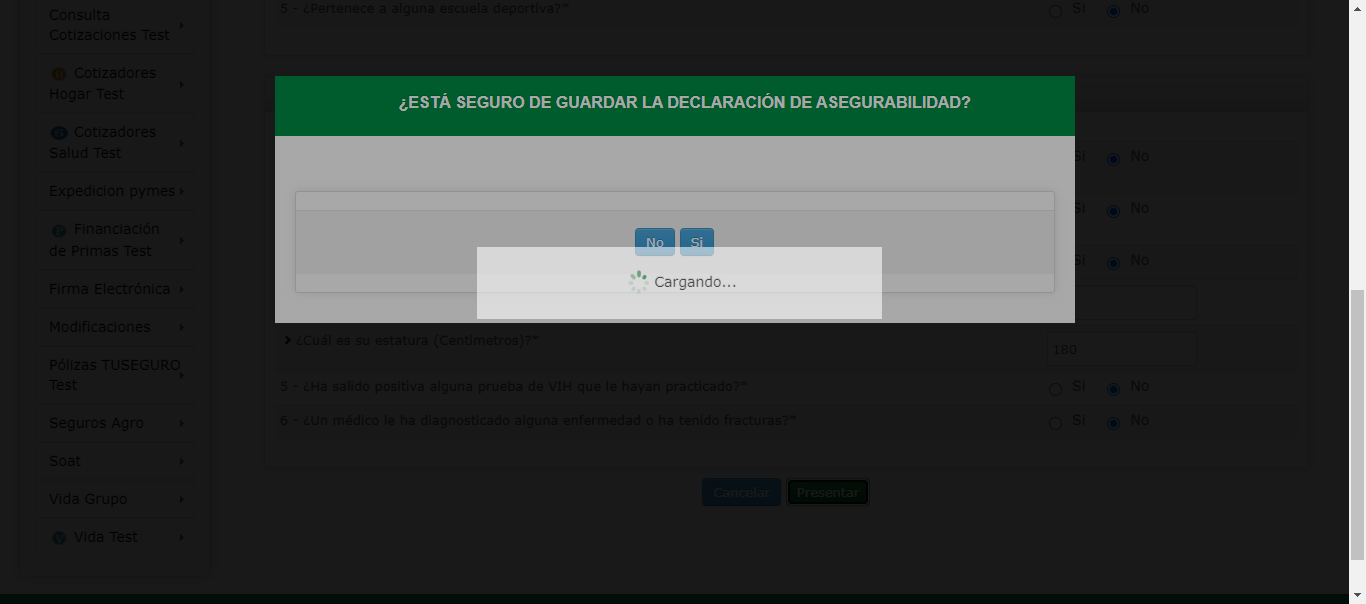 Consulta
Cotizaciones Test
Cotizadores
Hogar Test
Cotizadores
Salud Test
Expedicion pymes
Financiación
de Primas Test
Firma Electrónica
Modificaciones
Pólizas TUSEGURO
Test
Seguros Agro
Soat
Vida Grupo
Vida Test
5 - ¿Pertenece a alguna escuela deportiva?* Si No
¿ESTÁ SEGURO DE GUARDAR LA DECLARACIÓN DE ASEGURABILIDAD?
Si No
Si No
Si No
No Si
Cargando...
¿Cuál es su estatura (Centimetros)?* 180
5 - ¿Ha salido positiva alguna prueba de VIH que le hayan practicado?* Si No
6 - ¿Un médico le ha diagnosticado alguna enfermedad o ha tenido fracturas?* Si No
Cancelar Presentar